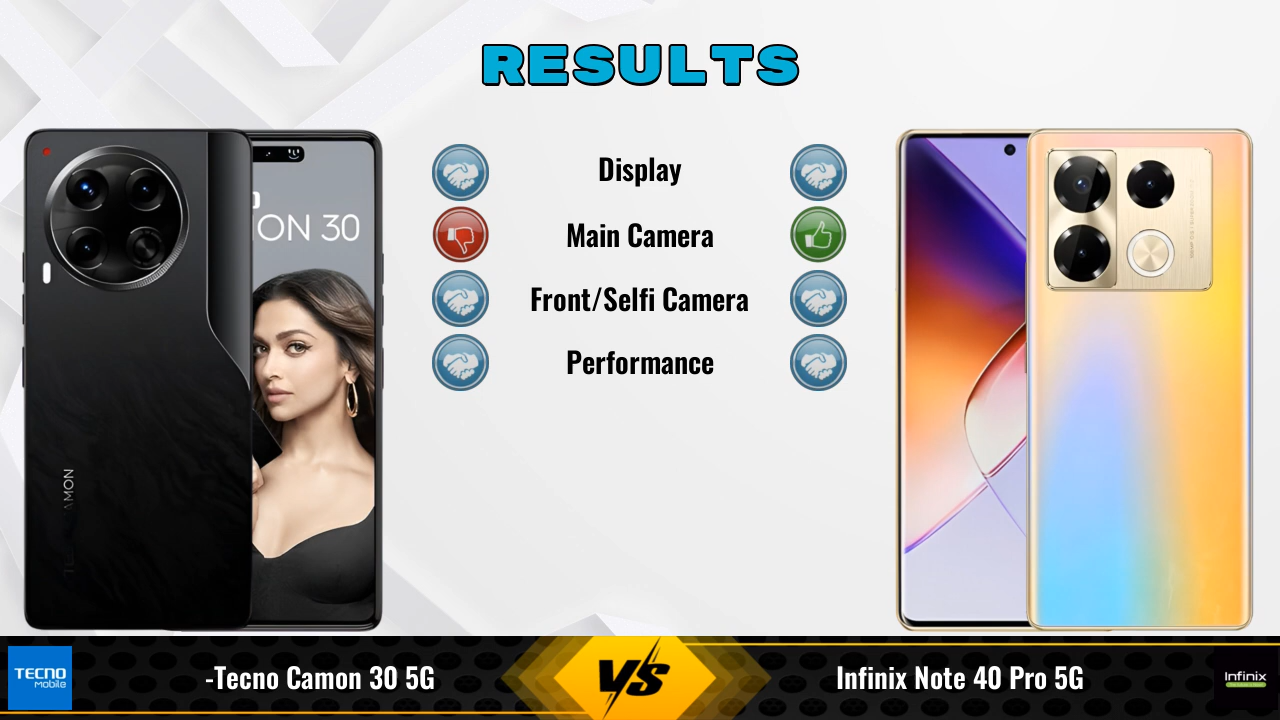 RESULTS
ON 30
Display
Main Camera
Front/Selfi Camera
Performance
AMON
TECNO
mobile
-Tecno Camon 30 5G
VS
Infinix Note 40 Pro 5G
Infinix